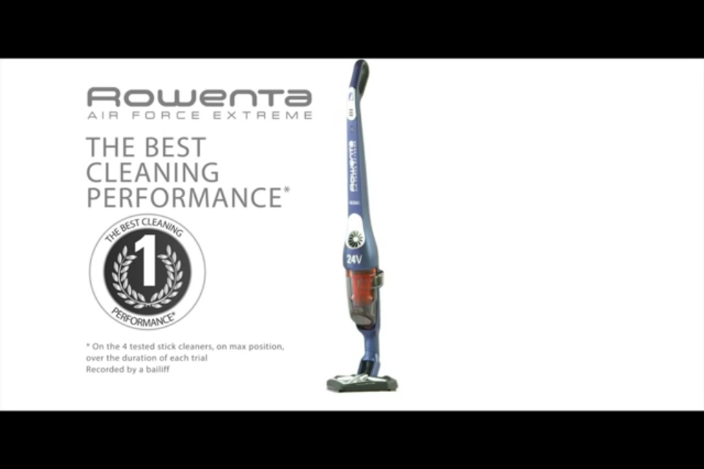 Rowenta
AIR FORCE EXTREME
THE BEST
CLEANING
PERFORMANCE*
THE BEST CLEANING
1
PERFORMANCE*
* On the 4 tested stick cleaners, on max position,
over the duration of each trial
Recorded by a bailiff
Rowenta
24V